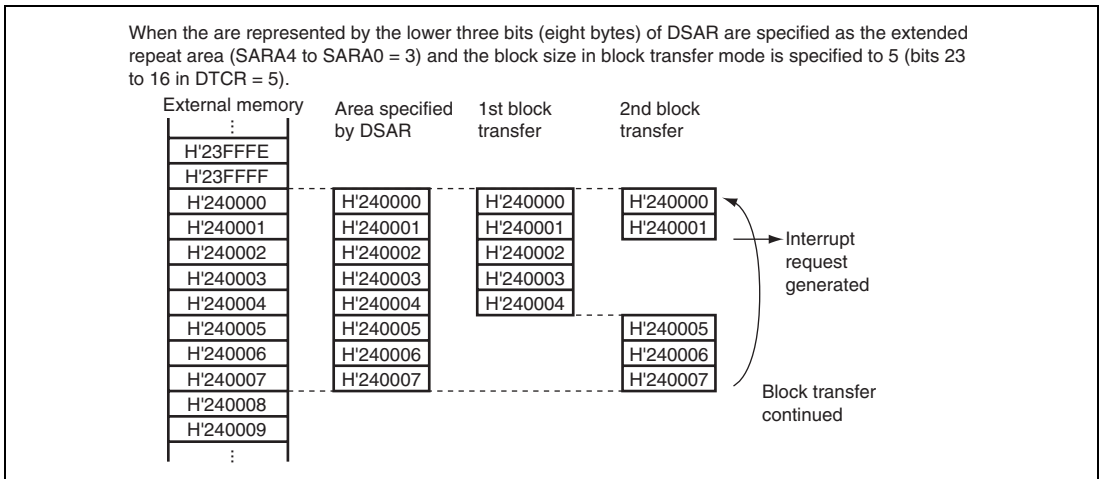 When the are represented by the lower three bits (eight bytes) of DSAR are specified as the extended
repeat area (SARA4 to SARA0 = 3) and the block size in block transfer mode is specified to 5 (bits 23
to 16 in DTCR = 5).
External memory
⋮
H'23FFFE
H'23FFFF
H'240000
H'240001
H'240002
H'240003
H'240004
H'240005
H'240006
H'240007
H'240008
H'240009
⋮
Area specified
by DSAR
H'240000
H'240001
H'240002
H'240003
H'240004
H'240005
H'240006
H'240007
1st block
transfer
H'240000
H'240001
H'240002
H'240003
H'240004
2nd block
transfer
H'240000
H'240001
H'240005
H'240006
H'240007
Interrupt
request
generated
Block transfer
continued